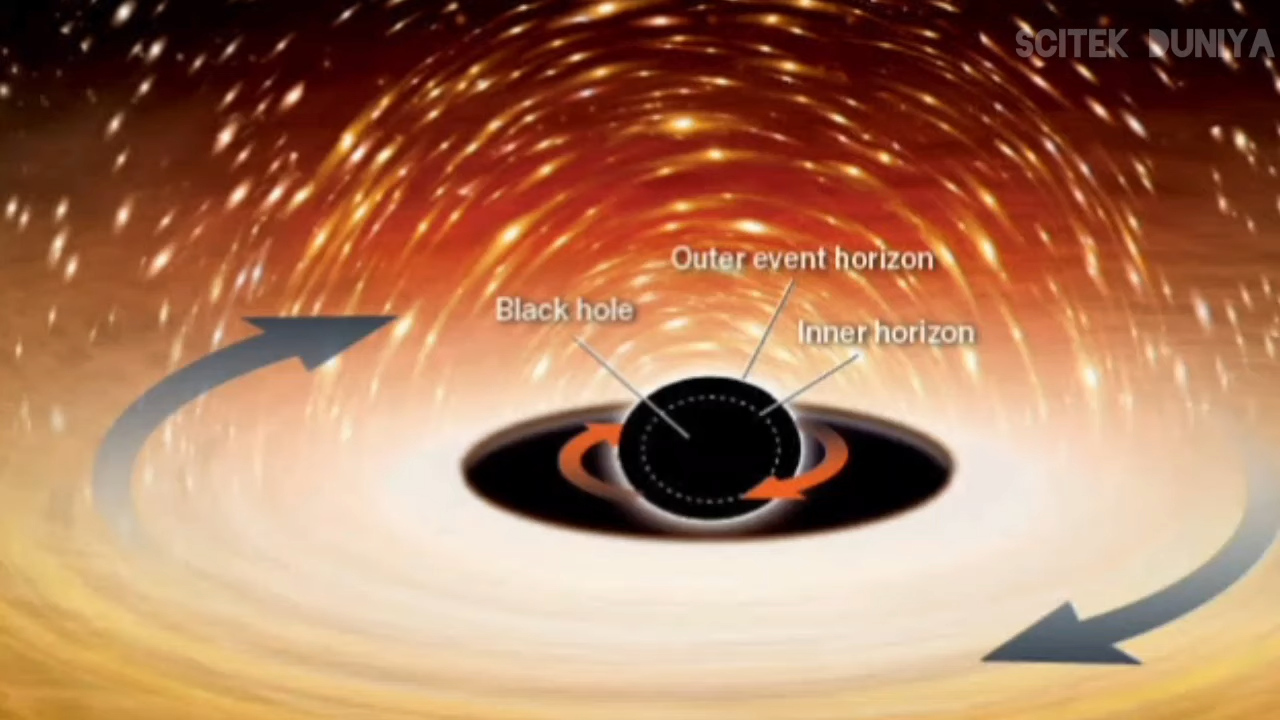 SCITEK DUNIYA
Outer event horizon
Black hole
Inner horizon